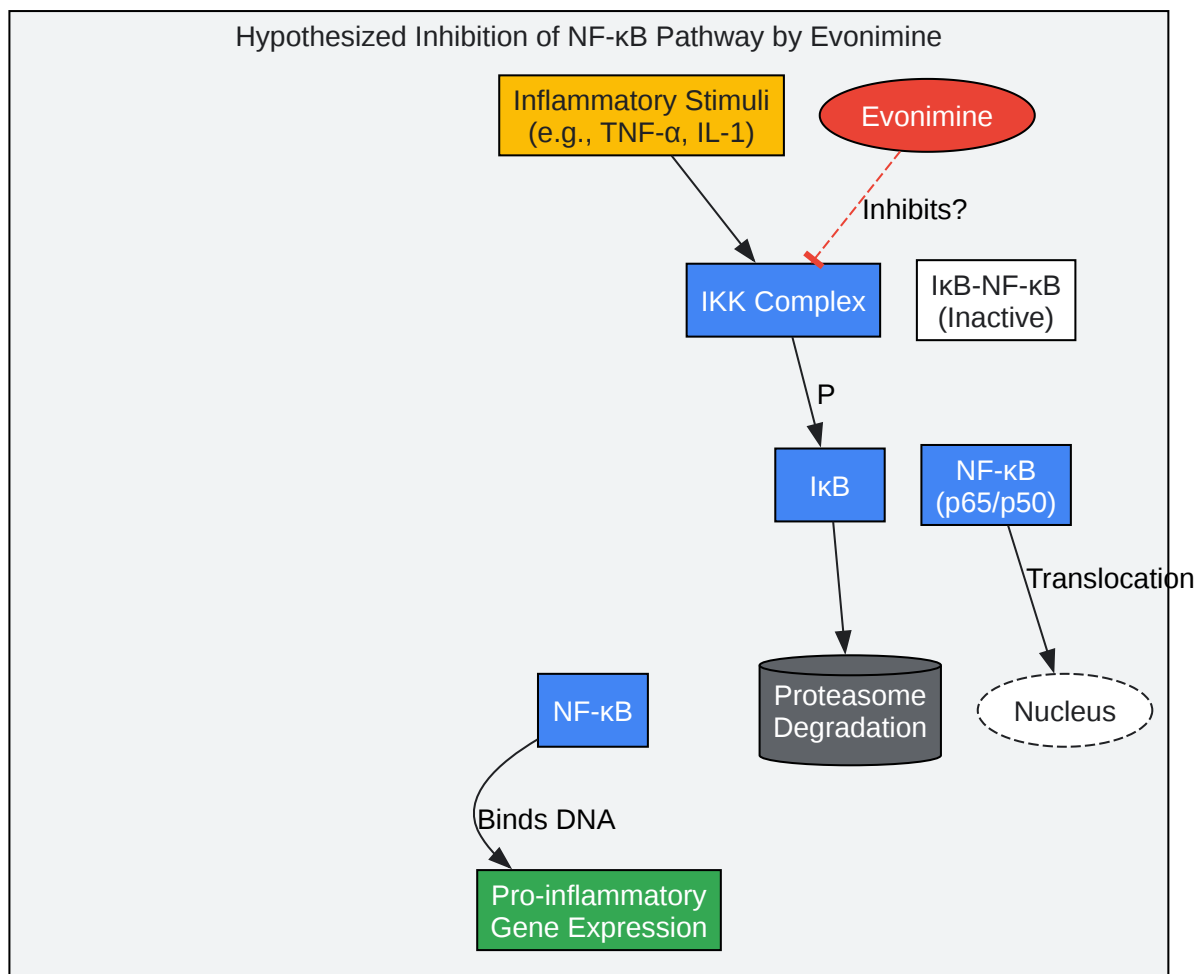 Hypothesized Inhibition of NF-κB Pathway by Evonimine
Inflammatory Stimuli
(e.g., TNF-α, IL-1)
Evonimine
Inhibits?
IKK Complex
IκB-NF-κB
(Inactive)
P
IκB
NF-κB
(p65/p50)
Translocation
NF-κB
Proteasome
Degradation
Nucleus
Binds DNA
Pro-inflammatory
Gene Expression